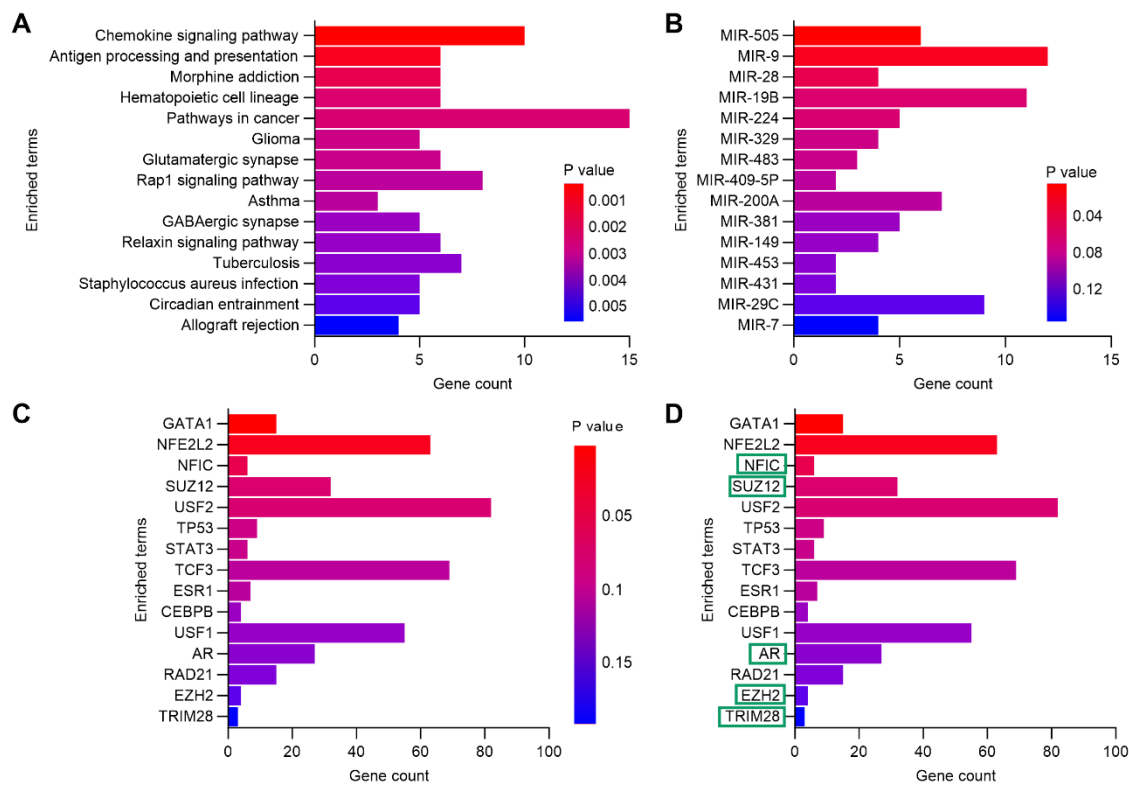 A
Enriched terms
Chemokine signaling pathway
Antigen processing and presentation
Morphine addiction
Hematopoietic cell lineage
Pathways in cancer
Glioma
Glutamatergic synapse
Rap1 signaling pathway
Asthma
GABAergic synapse
Relaxin signaling pathway
Tuberculosis
Staphylococcus aureus infection
Circadian entrainment
Allograft rejection
P value
0.001
0.002
0.003
0.004
0.005
0 5 10 15
Gene count
B
Enriched terms
MIR-505
MIR-9
MIR-28
MIR-19B
MIR-224
MIR-329
MIR-483
MIR-409-5P
MIR-200A
MIR-381
MIR-149
MIR-453
MIR-431
MIR-29C
MIR-7
P value
0.04
0.08
0.12
0 5 10 15
Gene count
C
Enriched terms
GATA1
NFE2L2
NFIC
SUZ12
USF2
TP53
STAT3
TCF3
ESR1
CEBPB
USF1
AR
RAD21
EZH2
TRIM28
P value
0.05
0.1
0.15
0 20 40 60 80 100
Gene count
D
Enriched terms
GATA1
NFE2L2
NFIC
SUZ12
USF2
TP53
STAT3
TCF3
ESR1
CEBPB
USF1
AR
RAD21
EZH2
TRIM28
0 20 40 60 80 100
Gene count